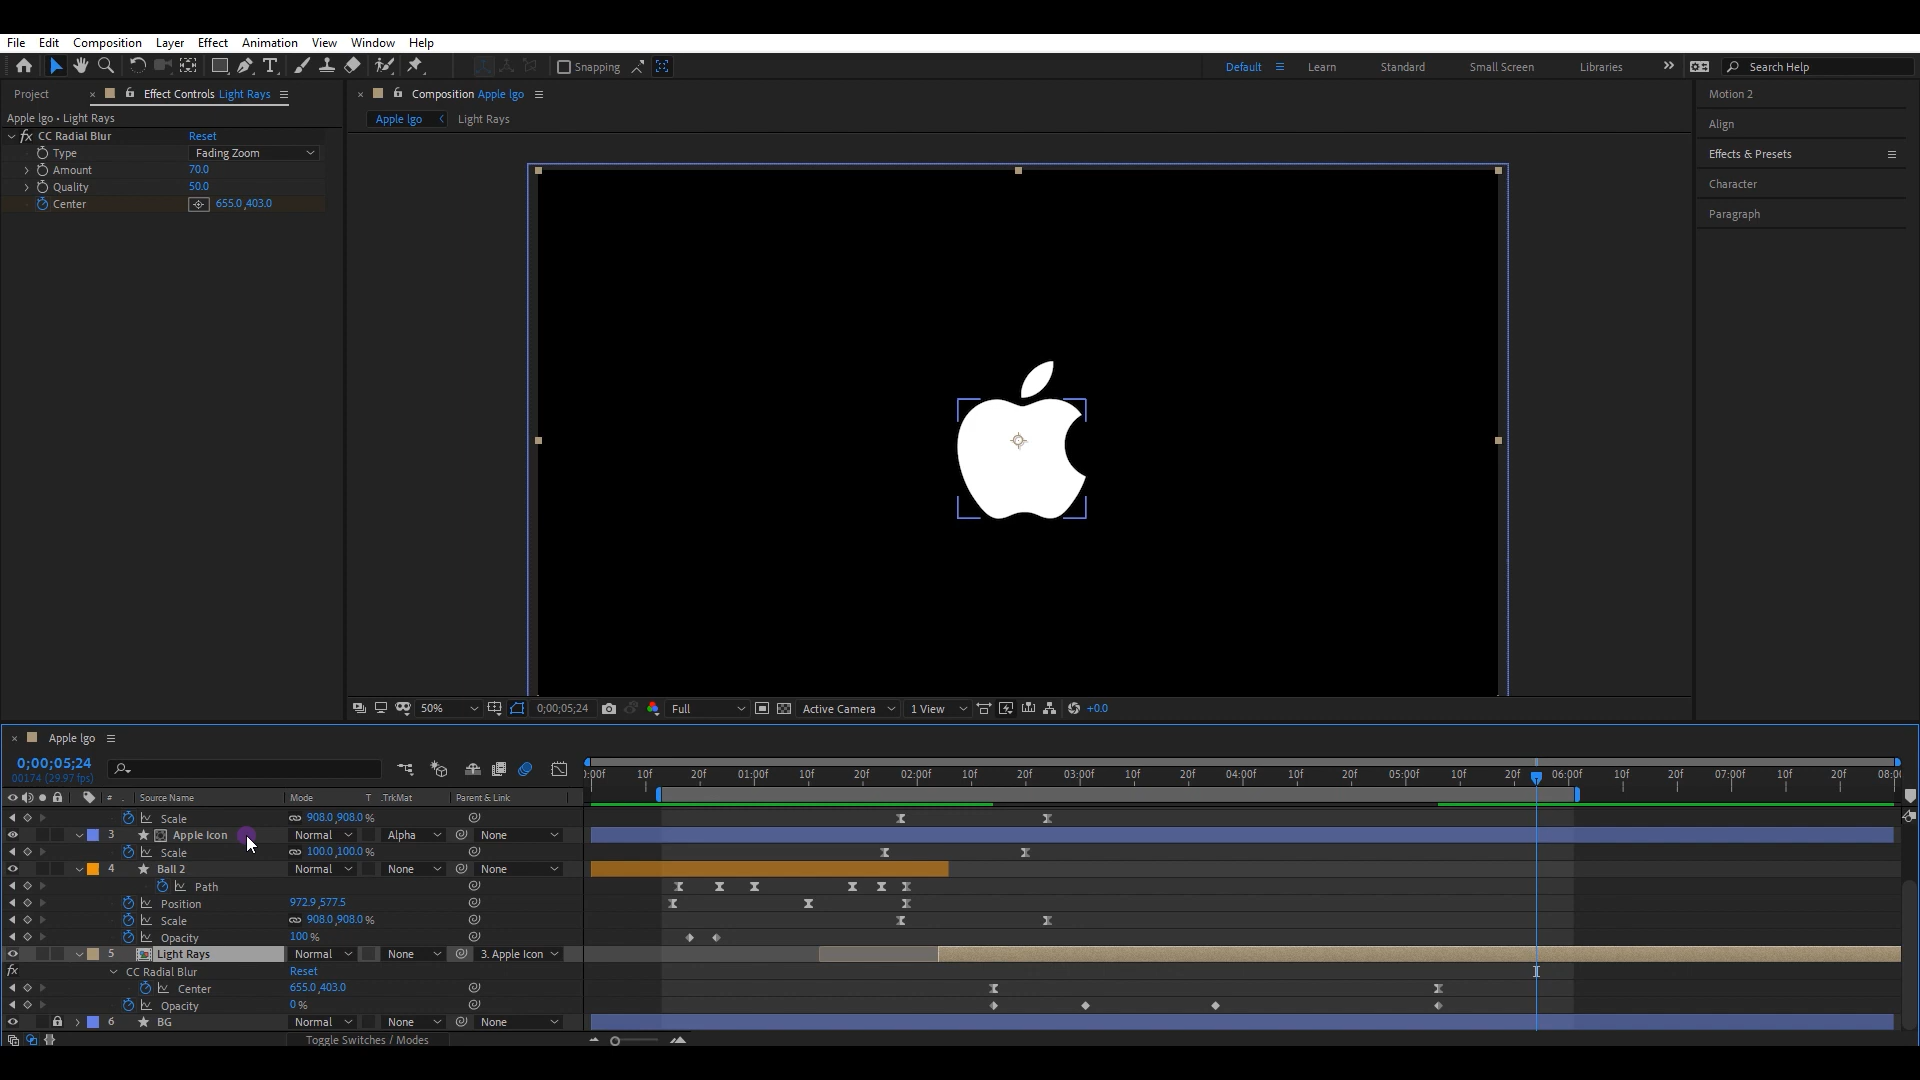 File Edit Composition Layer Effect Animation View Window Help
Snapping Default Learn Standard Small Screen Libraries Search Help
Project Effect Controls Light Rays Composition Apple lgo Motion 2
Apple lgo • Light Rays Apple lgo Light Rays Align
fx CC Radial Blur Reset
Type Fading Zoom Effects & Presets
Amount 70.0
Quality 50.0 Character
Center 655.0,403.0 Paragraph
50% 0;00;05;24 Full Active Camera 1 View +0.0
Apple lgo
0;00;05;24
00174 (29.97 fps) :00f 10f 20f 01:00f 10f 20f 02:00f 10f 20f 03:00f 10f 20f 04:00f 10f 20f 05:00f 10f 20f 06:00f 10f 20f 07:00f 10f 20f 08:00
# . Source Name Mode T .TrkMat Parent & Link
Scale 908.0,908.0 %
3 Apple Icon Normal Alpha None
Scale 100.0,100.0 %
4 Ball 2 Normal None None
Path
Position 972.9,577.5
Scale 908.0,908.0 %
Opacity 100 %
5 Light Rays Normal None 3. Apple Icon
fx CC Radial Blur Reset
Center 655.0,403.0
Opacity 0 %
6 BG Normal None None
Toggle Switches / Modes